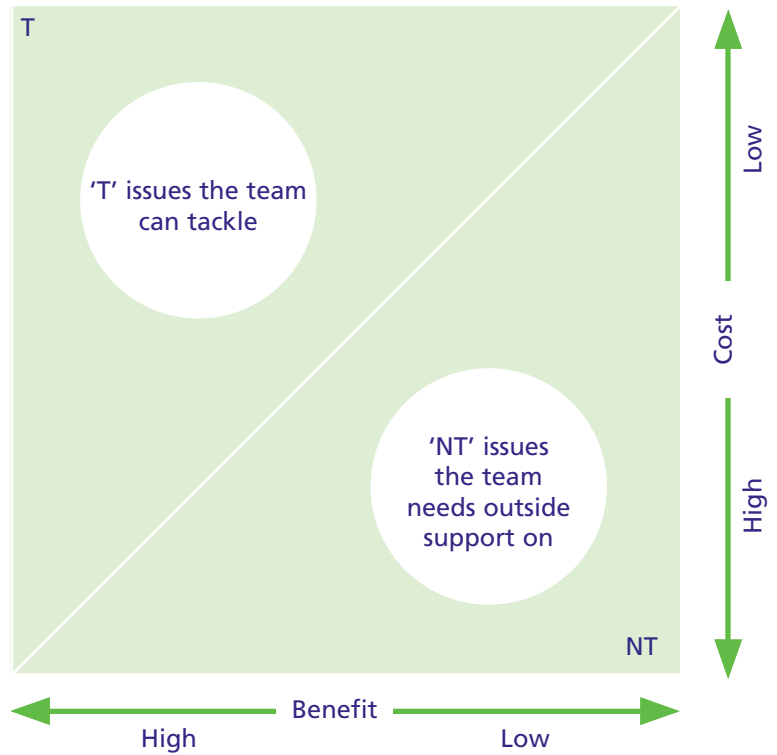 T
‘T’ issues the team
can tackle
‘NT’ issues
the team
needs outside
support on
NT
Low
Cost
High
Benefit
High
Low